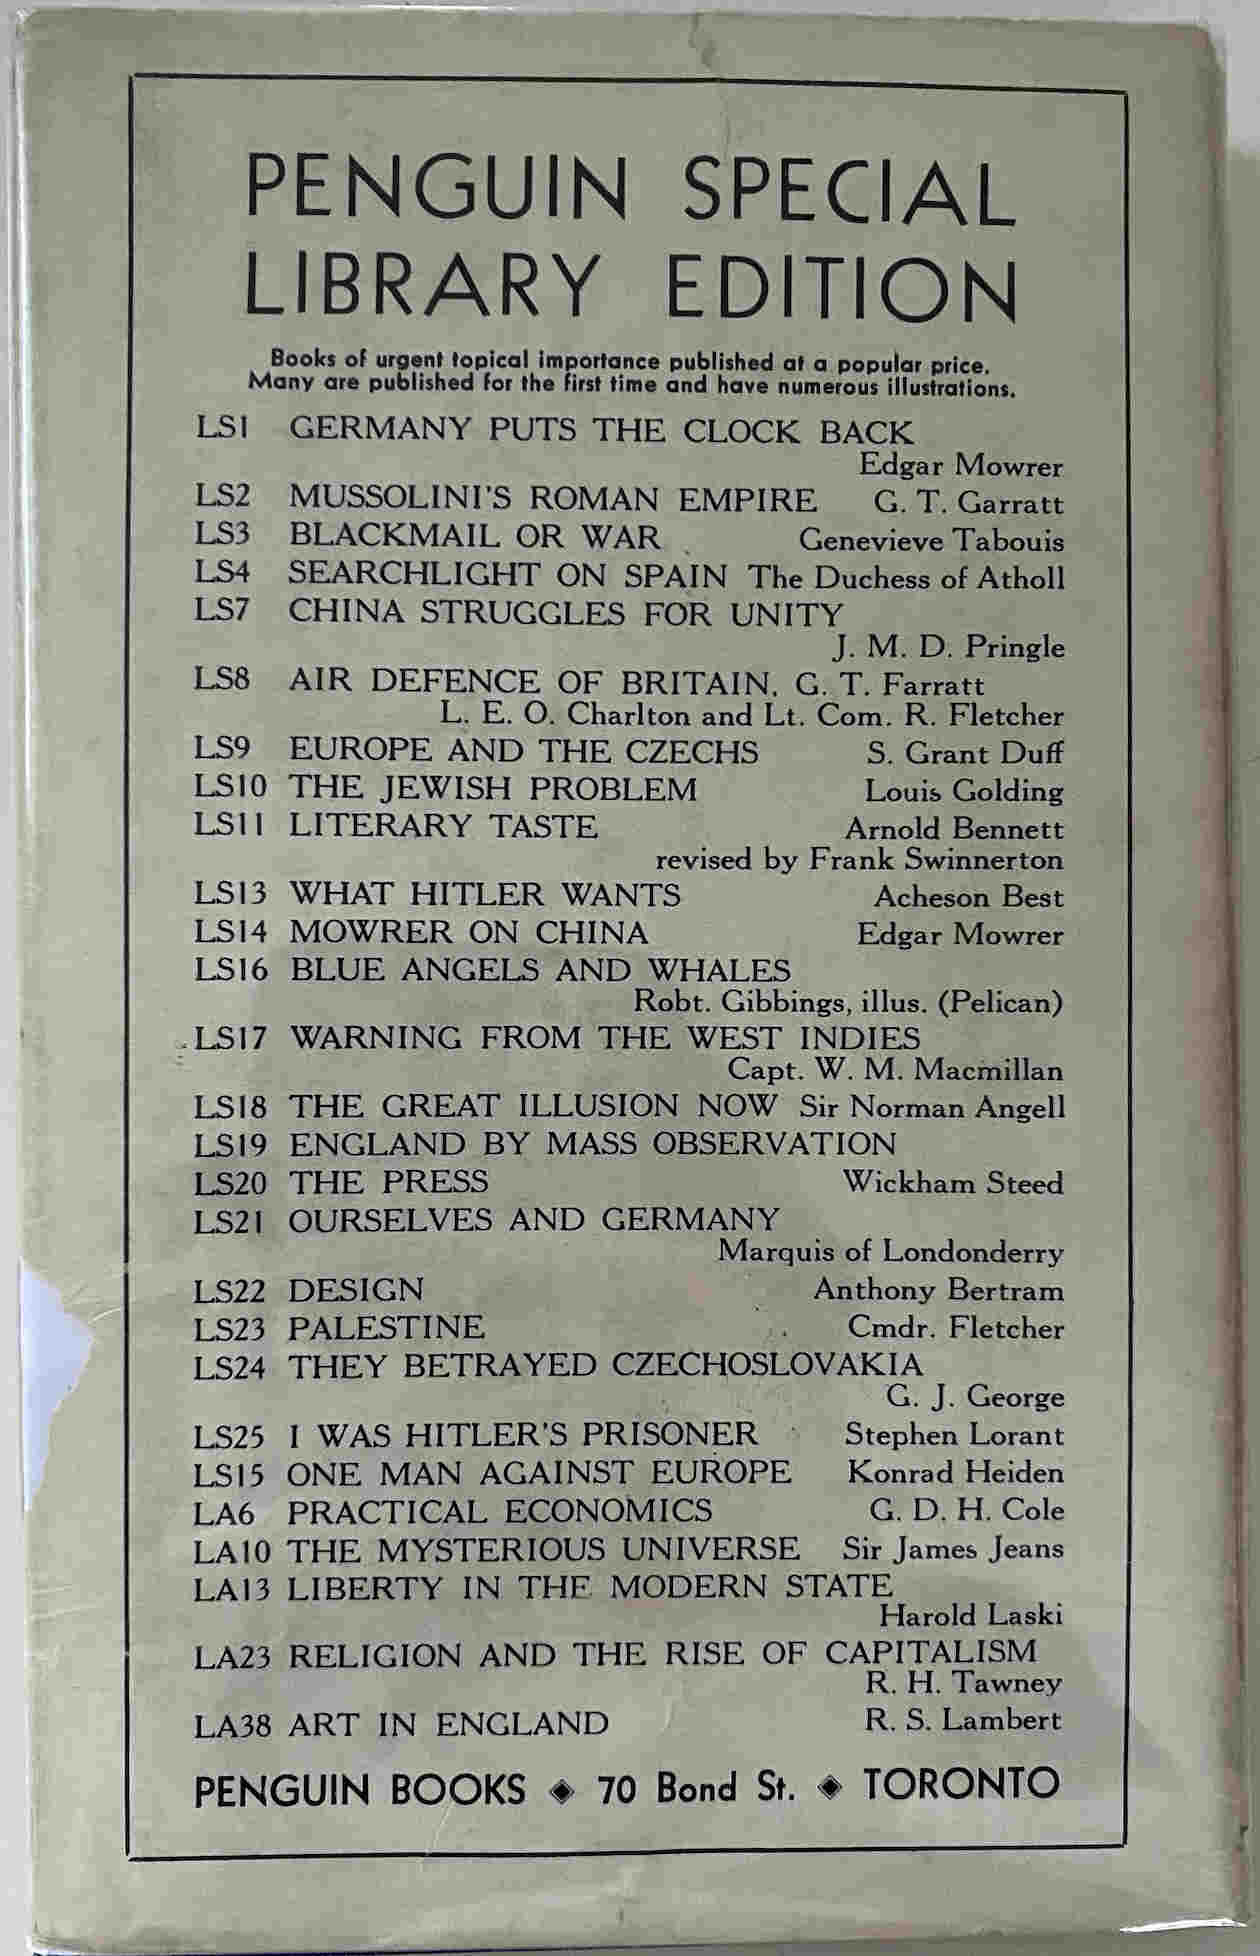 PENGUIN SPECIAL
LIBRARY EDITION
Books of urgent topical importance published at a popular price.
Many are published for the first time and have numerous illustrations.
LS1 GERMANY PUTS THE CLOCK BACK
Edgar Mowrer
LS2 MUSSOLINI'S ROMAN EMPIRE G. T. Garratt
LS3 BLACKMAIL OR WAR Genevieve Tabouis
LS4 SEARCHLIGHT ON SPAIN The Duchess of Atholl
LS7 CHINA STRUGGLES FOR UNITY
J. M. D. Pringle
LS8 AIR DEFENCE OF BRITAIN. G. T. Farratt
L. E. O. Charlton and Lt. Com. R. Fletcher
LS9 EUROPE AND THE CZECHS S. Grant Duff
LS10 THE JEWISH PROBLEM Louis Golding
LS11 LITERARY TASTE Arnold Bennett
revised by Frank Swinnerton
LS13 WHAT HITLER WANTS Acheson Best
LS14 MOWRER ON CHINA Edgar Mowrer
LS16 BLUE ANGELS AND WHALES
Robt. Gibbings, illus. (Pelican)
LS17 WARNING FROM THE WEST INDIES
Capt. W. M. Macmillan
LS18 THE GREAT ILLUSION NOW Sir Norman Angell
LS19 ENGLAND BY MASS OBSERVATION
LS20 THE PRESS Wickham Steed
LS21 OURSELVES AND GERMANY
Marquis of Londonderry
LS22 DESIGN Anthony Bertram
LS23 PALESTINE Cmdr. Fletcher
LS24 THEY BETRAYED CZECHOSLOVAKIA
G. J. George
LS25 I WAS HITLER'S PRISONER Stephen Lorant
LS15 ONE MAN AGAINST EUROPE Konrad Heiden
LA6 PRACTICAL ECONOMICS G. D. H. Cole
LA10 THE MYSTERIOUS UNIVERSE Sir James Jeans
LA13 LIBERTY IN THE MODERN STATE
Harold Laski
LA23 RELIGION AND THE RISE OF CAPITALISM
R. H. Tawney
LA38 ART IN ENGLAND R. S. Lambert
PENGUIN BOOKS ◆ 70 Bond St. ◆ TORONTO